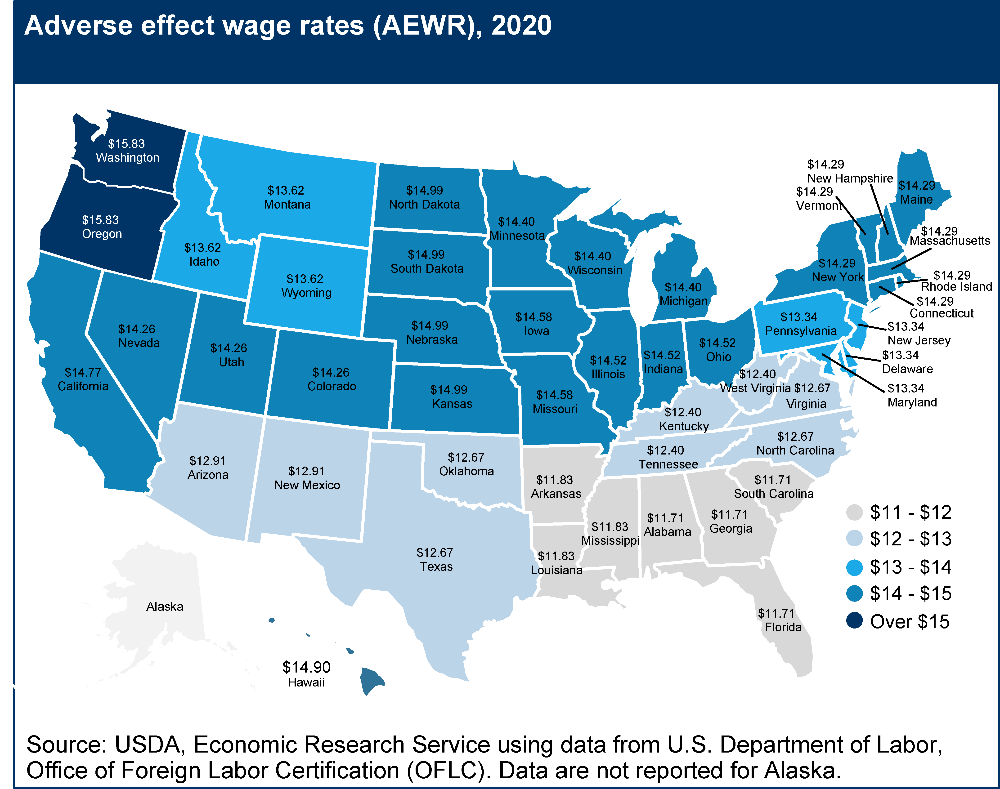 Adverse effect wage rates (AEWR), 2020
$15.83
Washington
$15.83
Oregon
$13.62
Montana
$13.62
Idaho
$13.62
Wyoming
$14.99
North Dakota
$14.99
South Dakota
$14.99
Nebraska
$14.99
Kansas
$14.40
Minnesota
$14.40
Wisconsin
$14.40
Michigan
$14.58
Iowa
$14.58
Missouri
$14.52
Illinois
$14.52
Indiana
$14.52
Ohio
$14.77
California
$14.26
Nevada
$14.26
Utah
$14.26
Colorado
$12.91
Arizona
$12.91
New Mexico
$12.67
Oklahoma
$12.67
Texas
$11.83
Arkansas
$11.83
Louisiana
$11.83
Mississippi
$11.71
Alabama
$11.71
Georgia
$11.71
South Carolina
$11.71
Florida
$12.40
Kentucky
$12.40
Tennessee
$12.40
West Virginia
$12.67
Virginia
$12.67
North Carolina
$14.29
New Hampshire
$14.29
Vermont
$14.29
Maine
$14.29
Massachusetts
$14.29
New York
$14.29
Rhode Island
$14.29
Connecticut
$13.34
Pennsylvania
$13.34
New Jersey
$13.34
Delaware
$13.34
Maryland
Alaska
$14.90
Hawaii
$11 - $12
$12 - $13
$13 - $14
$14 - $15
Over $15
Source: USDA, Economic Research Service using data from U.S. Department of Labor,
Office of Foreign Labor Certification (OFLC). Data are not reported for Alaska.